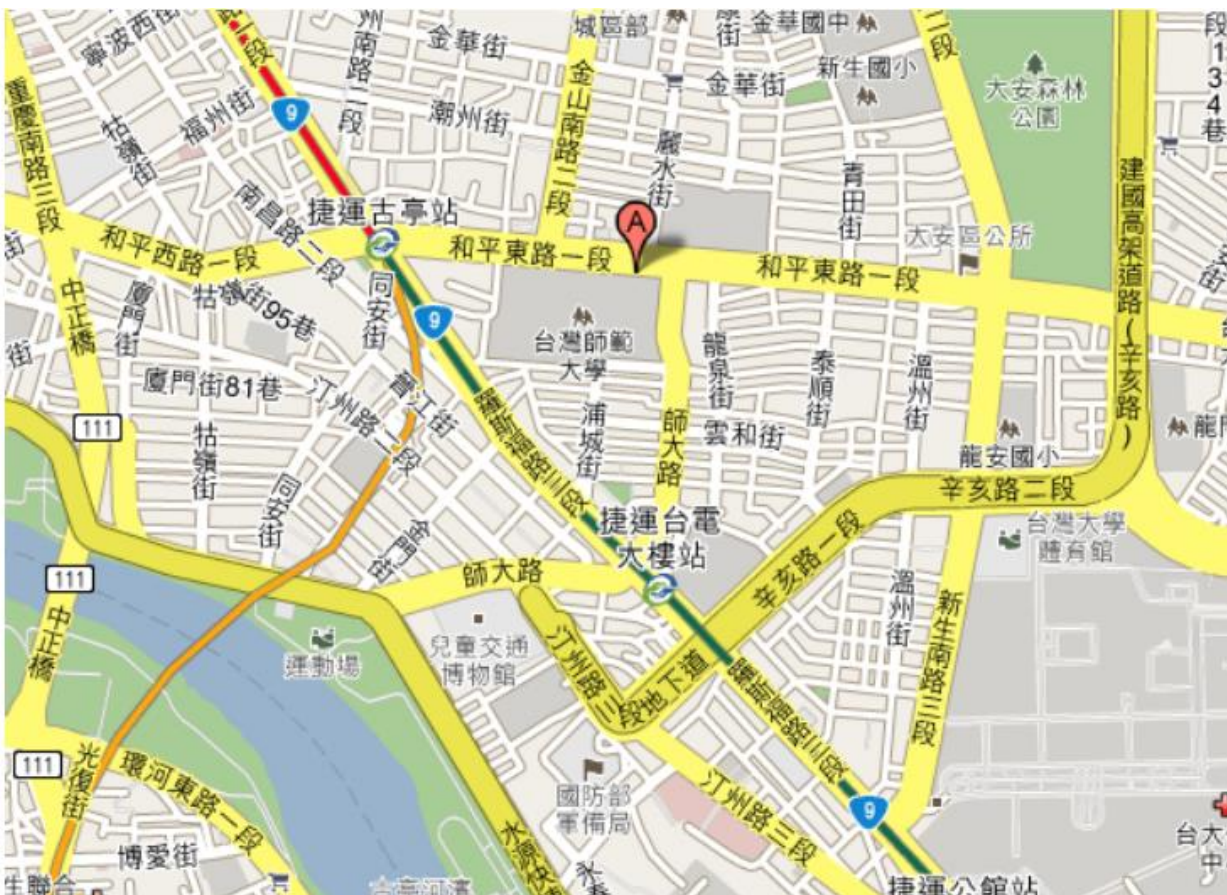 寧波西街
城區部
金華街
金華國中
新生國小
金華街
大安森林
公園
重慶南路三段
牯嶺街
福州街
9
潮州街
金山南路二段
麗水街
青田街
建國高架道路(辛亥路)
南昌路二段
捷運古亭站
A
大安區公所
和平西路一段
和平東路一段
和平東路一段
中正橋
廈門街
牯嶺街95巷
同安街
9
台灣師範
大學
龍泉街
泰順街
溫州街
廈門街81巷
汀州路二段
晉江街
羅斯福路三段
浦城街
師大路
雲和街
111
牯嶺街
龍安國小
同安街
辛亥路二段
捷運台電
大樓站
台灣大學
體育館
金門街
111
師大路
辛亥路一段
溫州街
中正橋
運動場
兒童交通
博物館
汀州路三段
地下道
羅斯福路三段
新生南路三段
111
光復街
環河東路一段
國防部
軍備局
汀州路三段
9
博愛街
捷運公館站